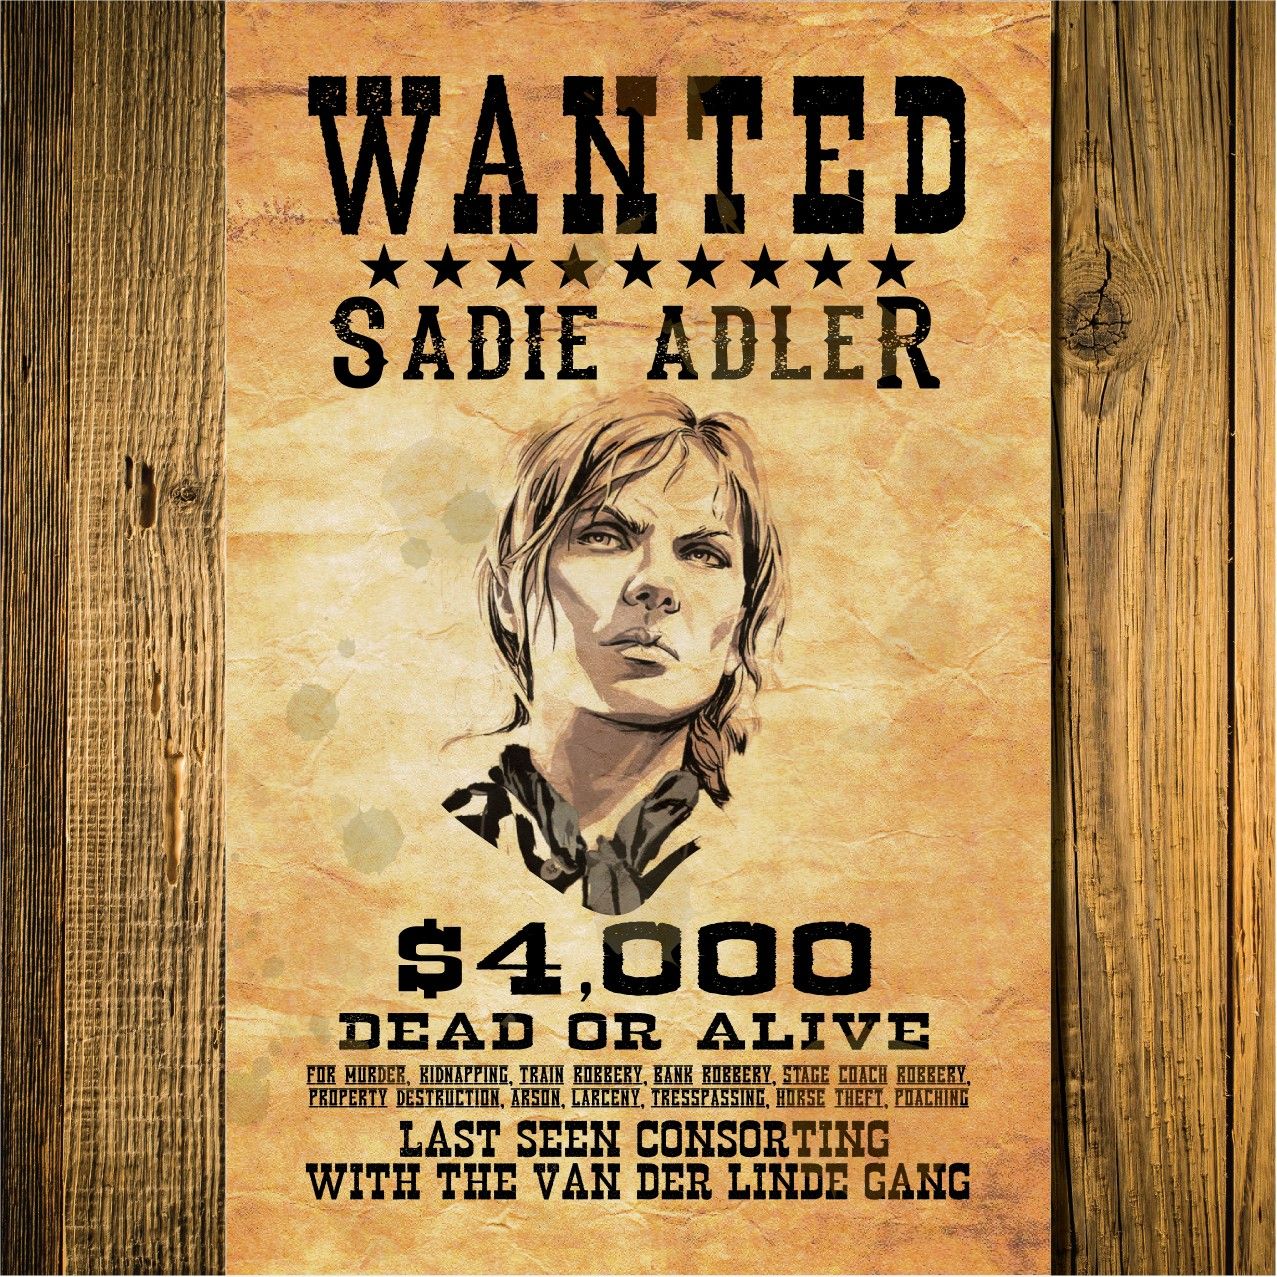 WANTED
SADIE ADLER
$4,000
DEAD OR ALIVE
FOR MURDER, KIDNAPPING, TRAIN ROBBERY, BANK ROBBERY, STAGE COACH ROBBERY,
PROPERTY DESTRUCTION, ARSON, LARCENY, TRESSPASSING, HORSE THEFT, POACHING
LAST SEEN CONSORTING
WITH THE VAN DER LINDE GANG